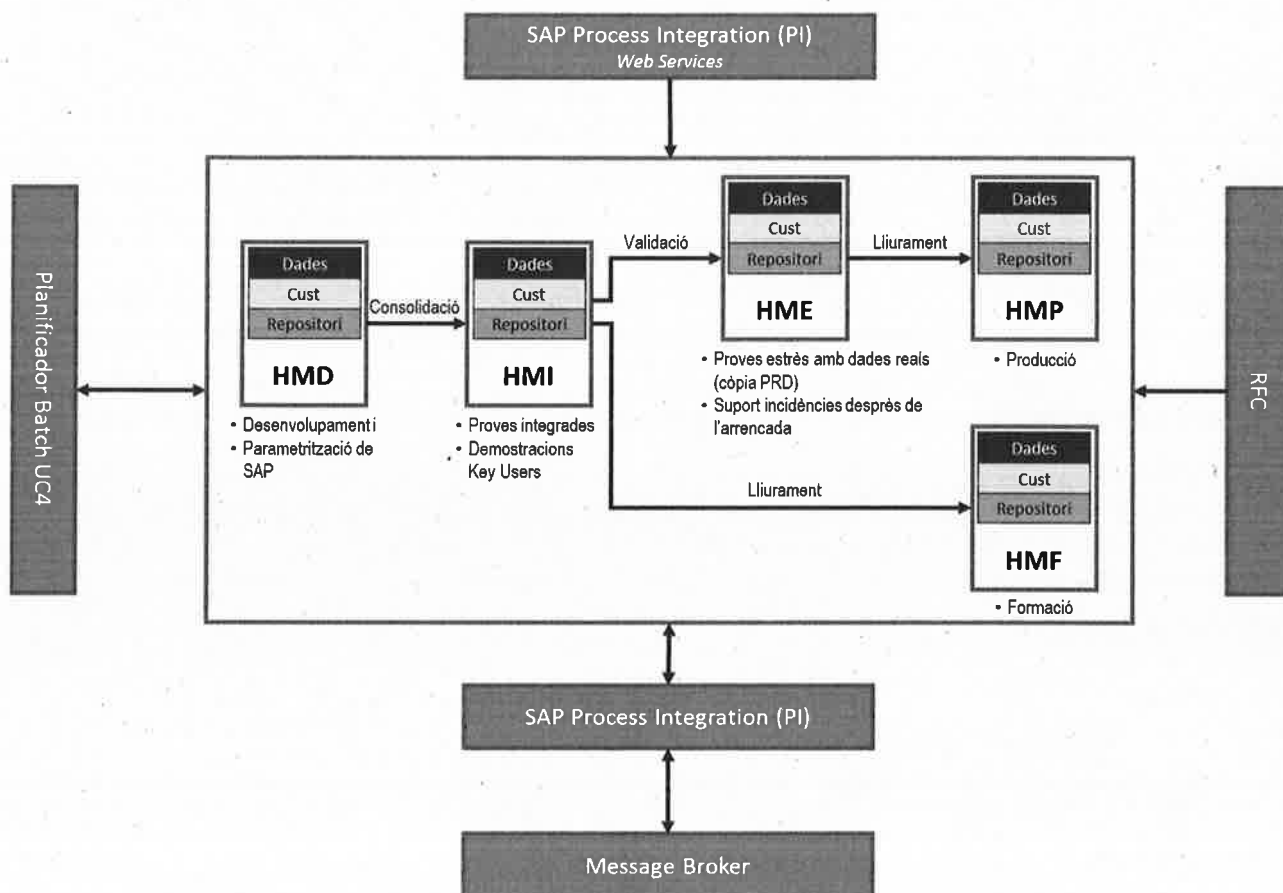 SAP Process Integration (PI)
Web Services
Planificador Batch UC4
Dades
Cust
Repositori
HMD
• Desenvolupament i
• Parametrització de
SAP
Consolidació
Dades
Cust
Repositori
HMI
• Proves integrades
• Demostracions
Key Users
Validació
Dades
Cust
Repositori
HME
• Proves estrès amb dades reals
(còpia PRD)
• Suport incidències desprès de
l'arrencada
Lliurament
Dades
Cust
Repositori
HMP
• Producció
Lliurament
Dades
Cust
Repositori
HMF
• Formació
RFC
SAP Process Integration (PI)
Message Broker